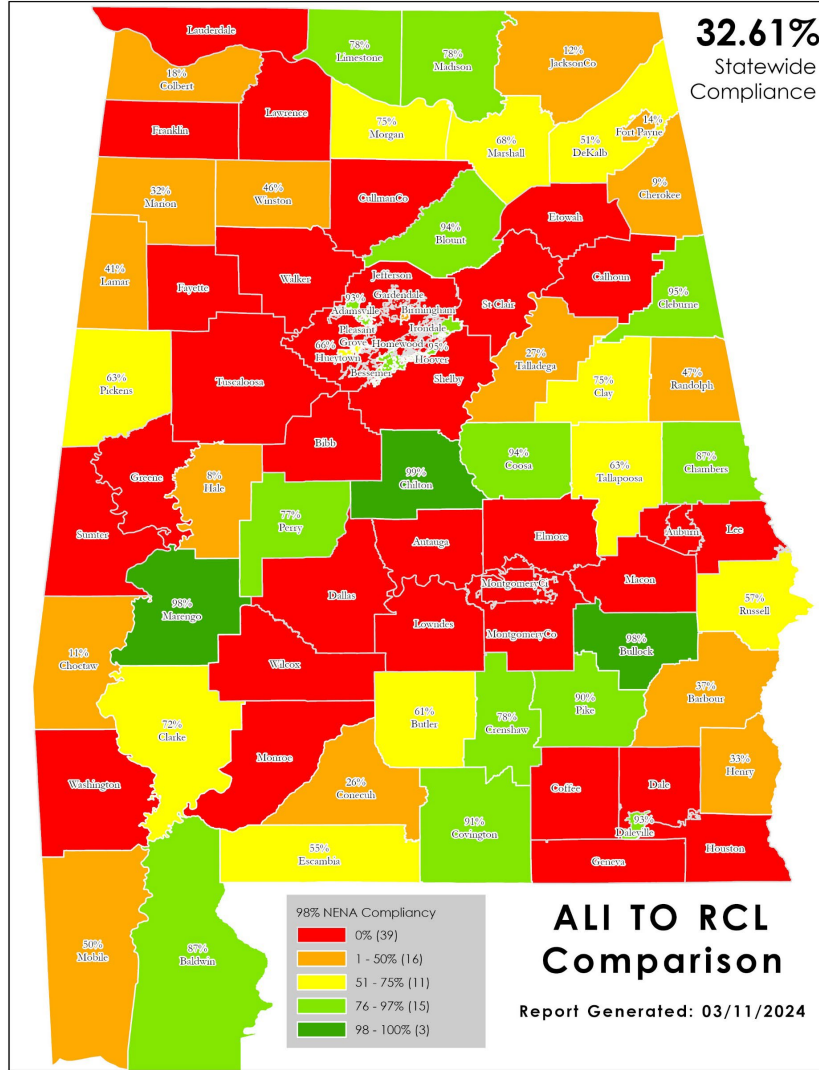 32.61%
Statewide
Compliance
Lauderdale
78%
Limestone
78%
Madison
12%
JacksonCo
18%
Colbert
Lawrence
Franklin
75%
Morgan
68%
Marshall
51%
DeKalb
14%
Fort Payne
9%
Cherokee
32%
Marion
46%
Winston
CullmanCo
94%
Blount
Etowah
41%
Lamar
Fayette
Walker
Jefferson
Gardendale
93%
Adamsville
Birmingham
Pleasant
Grove
Irondale
Homewood
66%
Hueytown
Hoover
Bessemer
St Clair
Calhoun
95%
Cleburne
27%
Talladega
75%
Clay
47%
Randolph
63%
Pickens
Tuscaloosa
Shelby
Bibb
99%
Chilton
94%
Coosa
63%
Tallapoosa
87%
Chambers
Greene
8%
Hale
Sumter
77%
Perry
Autauga
Elmore
Auburn
Lee
98%
Marengo
Dallas
MontgomeryCi
Macon
57%
Russell
11%
Choctaw
Lowndes
MontgomeryCo
98%
Bullock
Wilcox
72%
Clarke
61%
Butler
78%
Crenshaw
90%
Pike
37%
Barbour
Washington
Monroe
26%
Conecuh
Coffee
Dale
33%
Henry
91%
Covington
93%
Daleville
55%
Escambia
Geneva
Houston
50%
Mobile
87%
Baldwin
98% NENA Compliancy
0% (39)
1 - 50% (16)
51 - 75% (11)
76 - 97% (15)
98 - 100% (3)
ALI TO RCL
Comparison
Report Generated: 03/11/2024